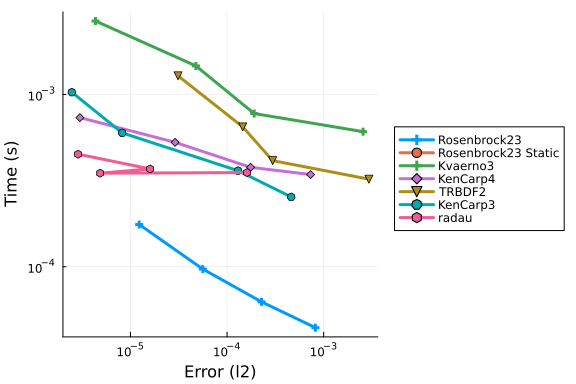 Time (s)
10⁻³
10⁻⁴
10⁻⁵
10⁻⁴
10⁻³
Error (l2)
Rosenbrock23
Rosenbrock23 Static
Kvaerno3
KenCarp4
TRBDF2
KenCarp3
radau